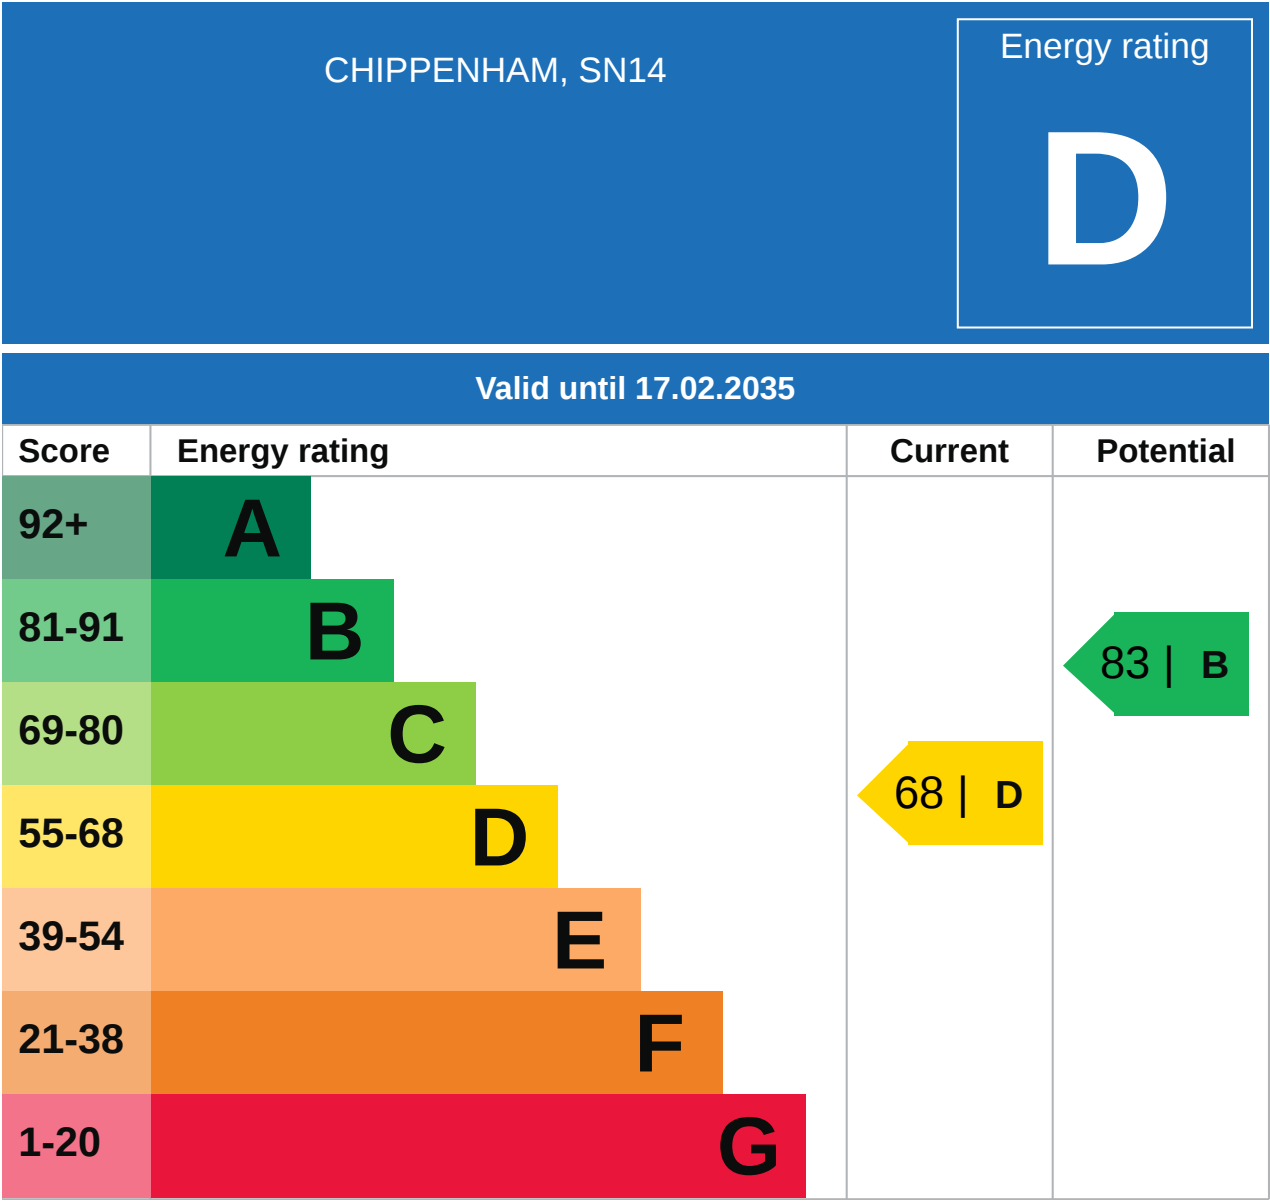 CHIPPENHAM, SN14
Energy rating
D
Valid until 17.02.2035
Score Energy rating Current Potential
92+ A
81-91 B
83 | B
69-80 C
68 | D
55-68 D
39-54 E
21-38 F
1-20 G